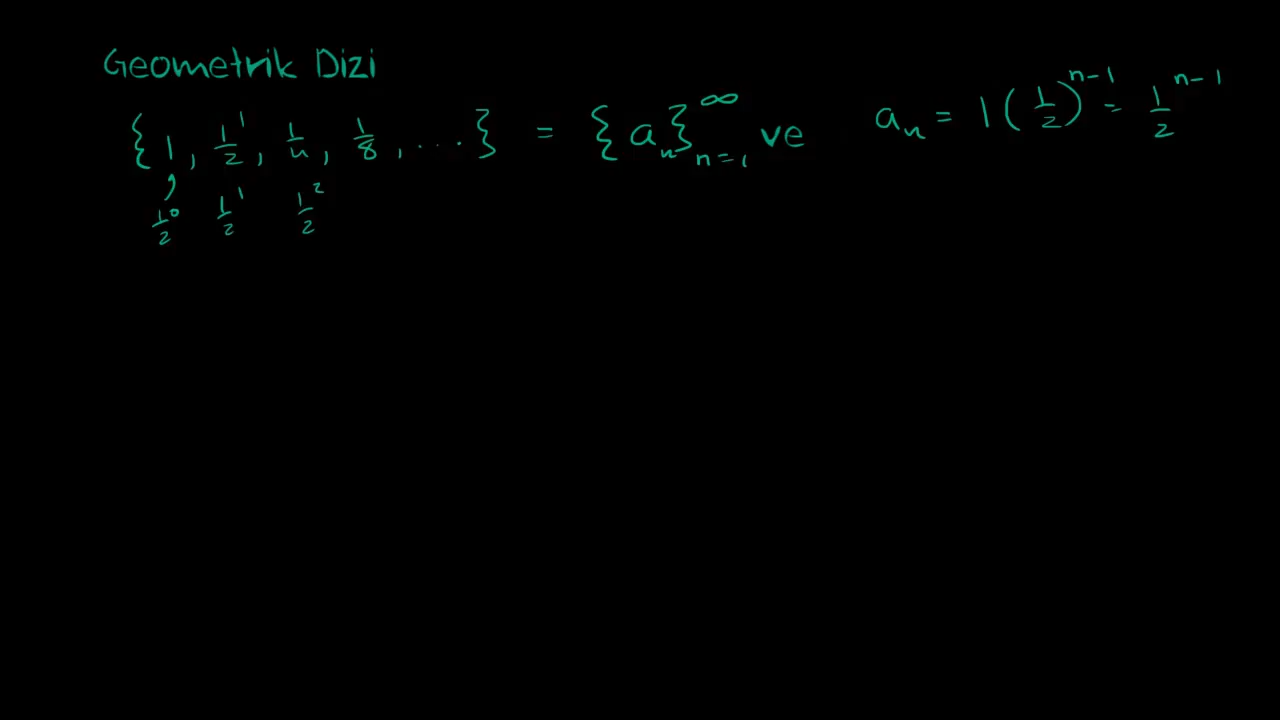 Geometrik Dizi
{1, 1/2¹, 1/4, 1/8, ....} = {aₙ}ₙ₌₁^∞ ve aₙ = 1(1/2)ⁿ⁻¹ = 1/2ⁿ⁻¹
1/2⁰ 1/2¹ 1/2²